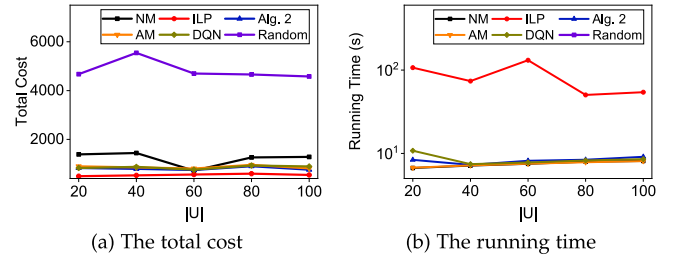 NM ILP Alg. 2
AM DQN Random
Total Cost
6000
4000
2000
20 40 60 80 100
|U|
(a) The total cost
NM ILP Alg. 2
AM DQN Random
Running Time (s)
10²
10¹
20 40 60 80 100
|U|
(b) The running time